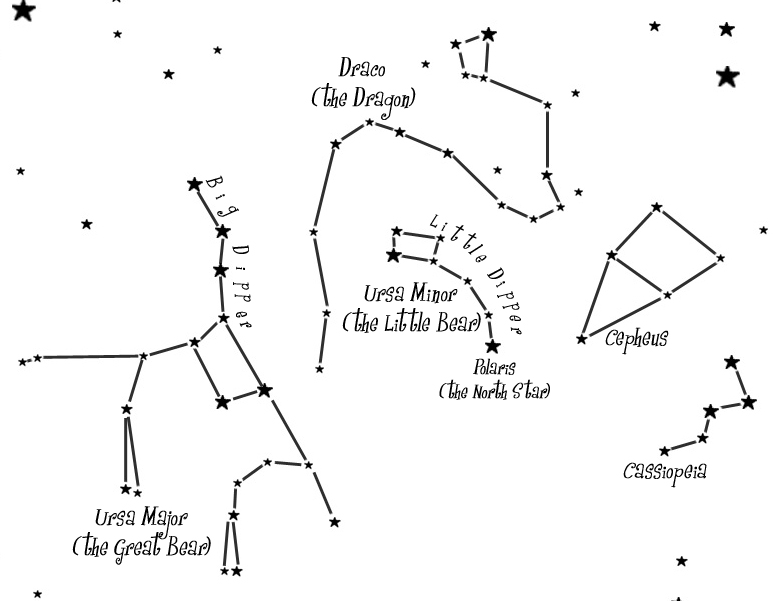 Draco
(the Dragon)
Big Dipper
Little Dipper
Ursa Minor
(the Little Bear)
Polaris
(the North Star)
Cepheus
Cassiopeia
Ursa Major
(the Great Bear)